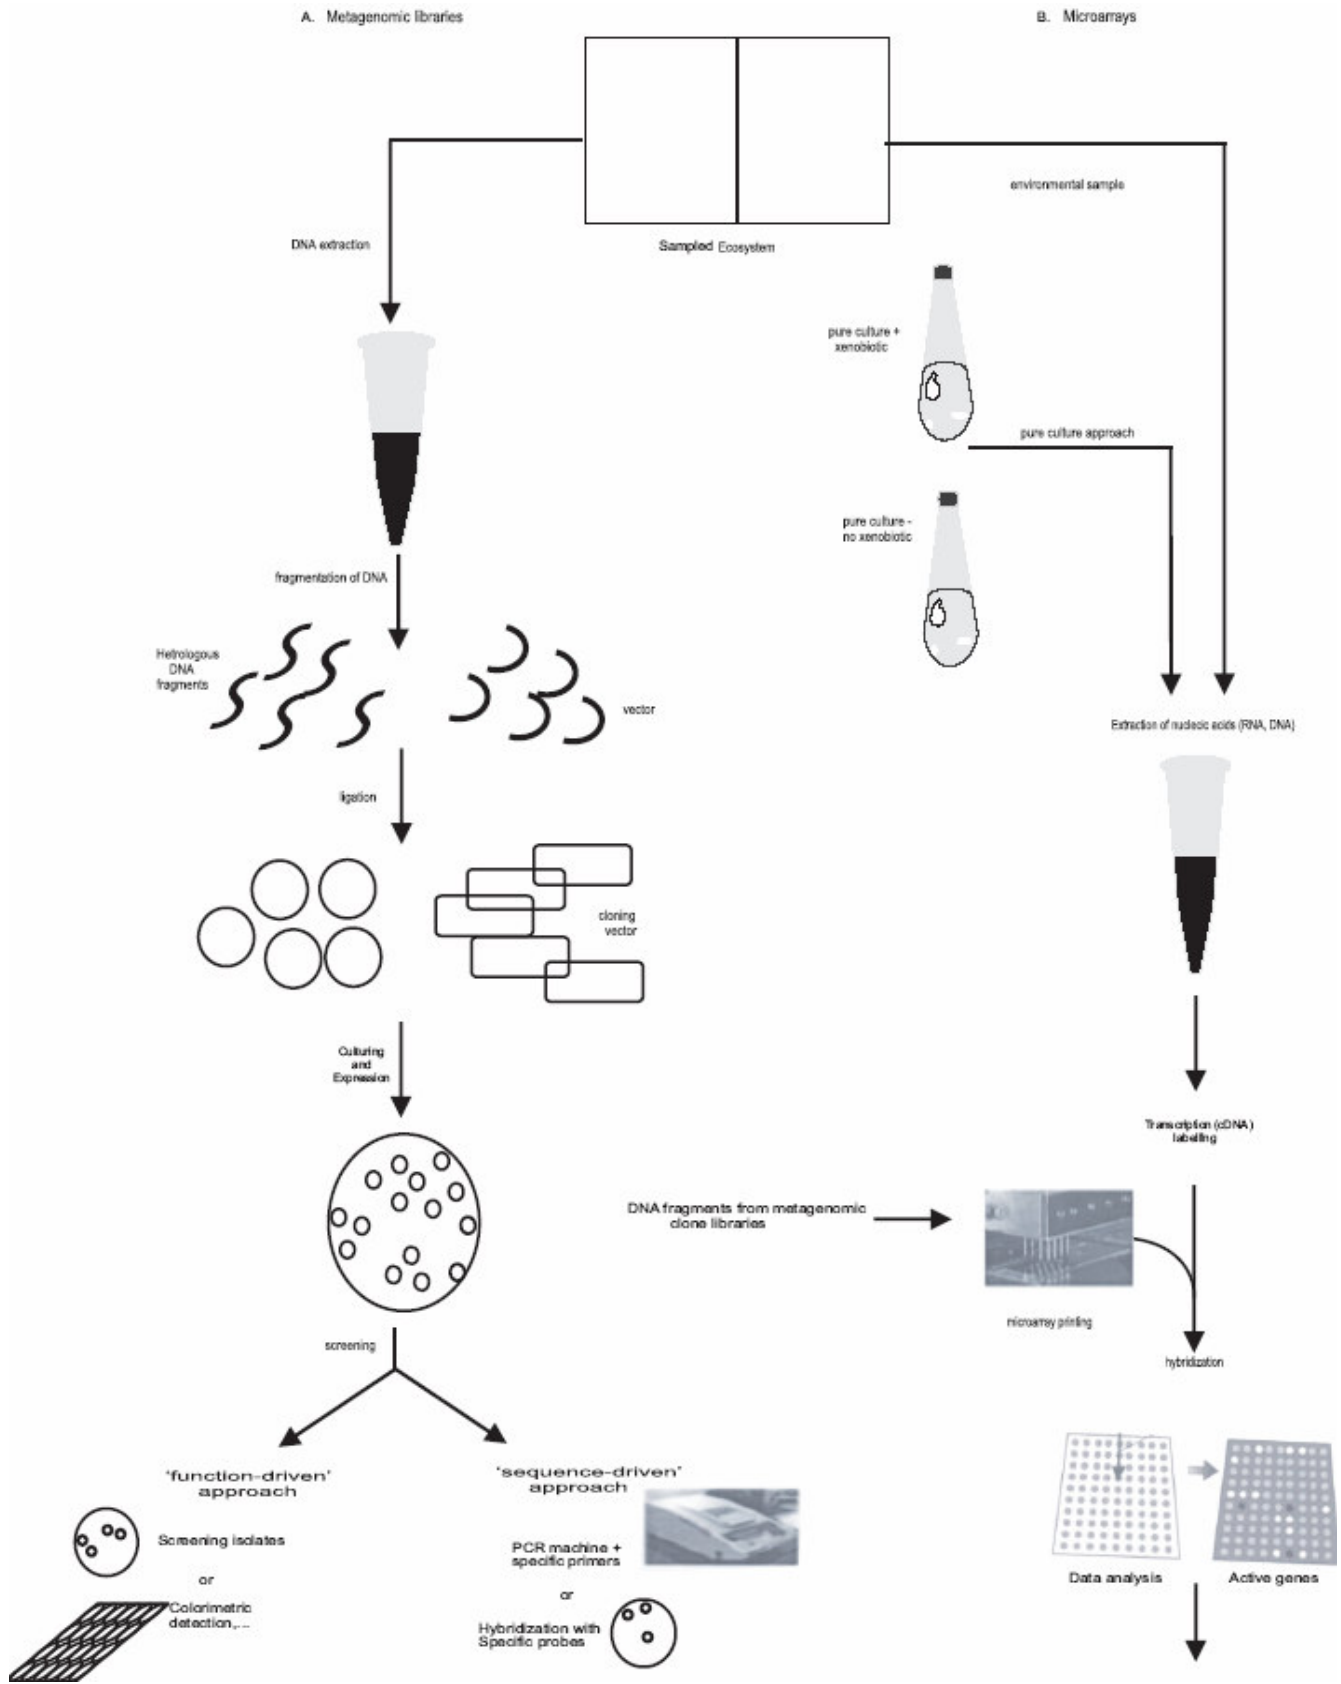 A. Metagenomic libraries
B. Microarrays
environmental sample
DNA extraction
Sampled Ecosystem
pure culture +
xenobiotic
pure culture approach
pure culture -
no xenobiotic
fragmentation of DNA
Hetrologous
DNA
fragments
vector
Extraction of nucleic acids (RNA, DNA)
ligation
cloning
vector
Culturing
and
Expression
Transcription (cDNA)
labelling
DNA fragments from metagenomic
clone libraries
microarray printing
screening
hybridization
'function-driven'
approach
'sequence-driven'
approach
Screening isolates
or
Colorimetric
detection,...
PCR machine +
specific primers
or
Hybridization with
Specific probes
Data analysis
Active genes